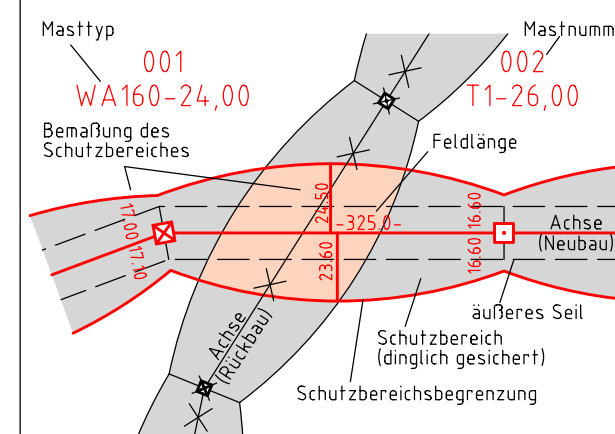 Masttyp
Mastnumm
001
002
WA160-24,00
T1-26,00
Bemaßung des
Schutzbereiches
Feldlänge
17.00
17.10
24.50
-325.0-
23.60
16.60
16.60
Achse
(Neubau)
äußeres Seil
Achse
(Rückbau)
Schutzbereich
(dinglich gesichert)
Schutzbereichsbegrenzung